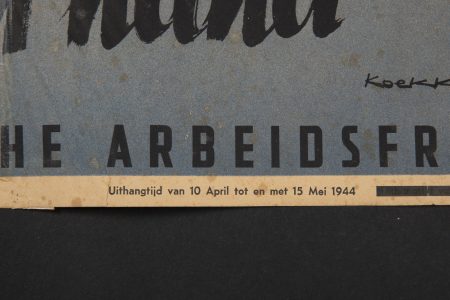 Koekk
HE ARBEIDSFR
Uithangtijd van 10 April tot en met 15 Mei 1944